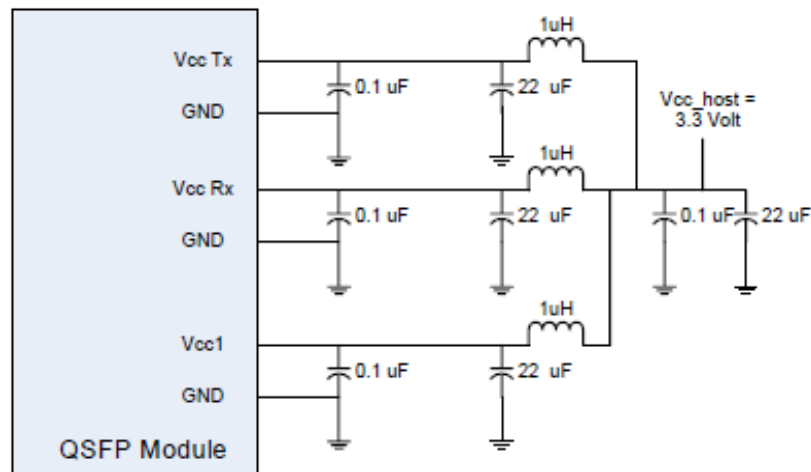 1uH
Vcc Tx
0.1 uF
22 uF
GND
Vcc_host =
3.3 Volt
1uH
Vcc Rx
0.1 uF
22 uF
0.1 uF
22 uF
GND
1uH
Vcc1
0.1 uF
22 uF
GND
QSFP Module